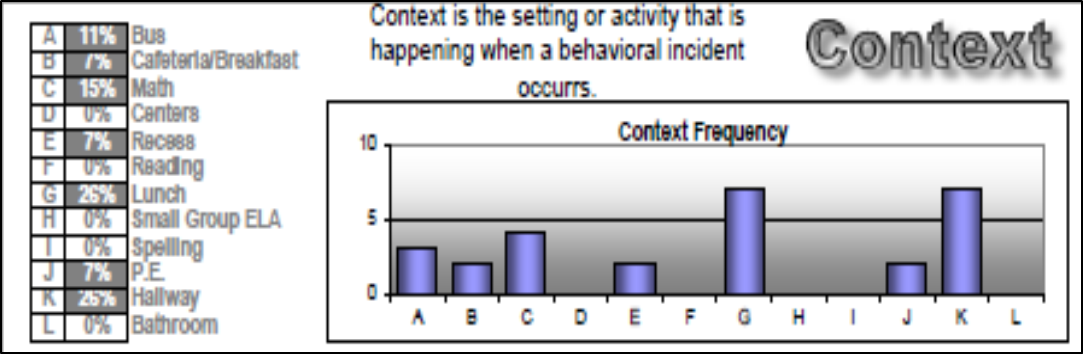 A 11% Bus
B 7% Cafeteria/Breakfast
C 15% Math
D 0% Centers
E 7% Recess
F 0% Reading
G 26% Lunch
H 0% Small Group ELA
I 0% Spelling
J 7% P.E.
K 26% Hallway
L 0% Bathroom
Context is the setting or activity that is
happening when a behavioral incident
occurrs.
Context
Context Frequency
10
5
0
A B C D E F G H I J K L